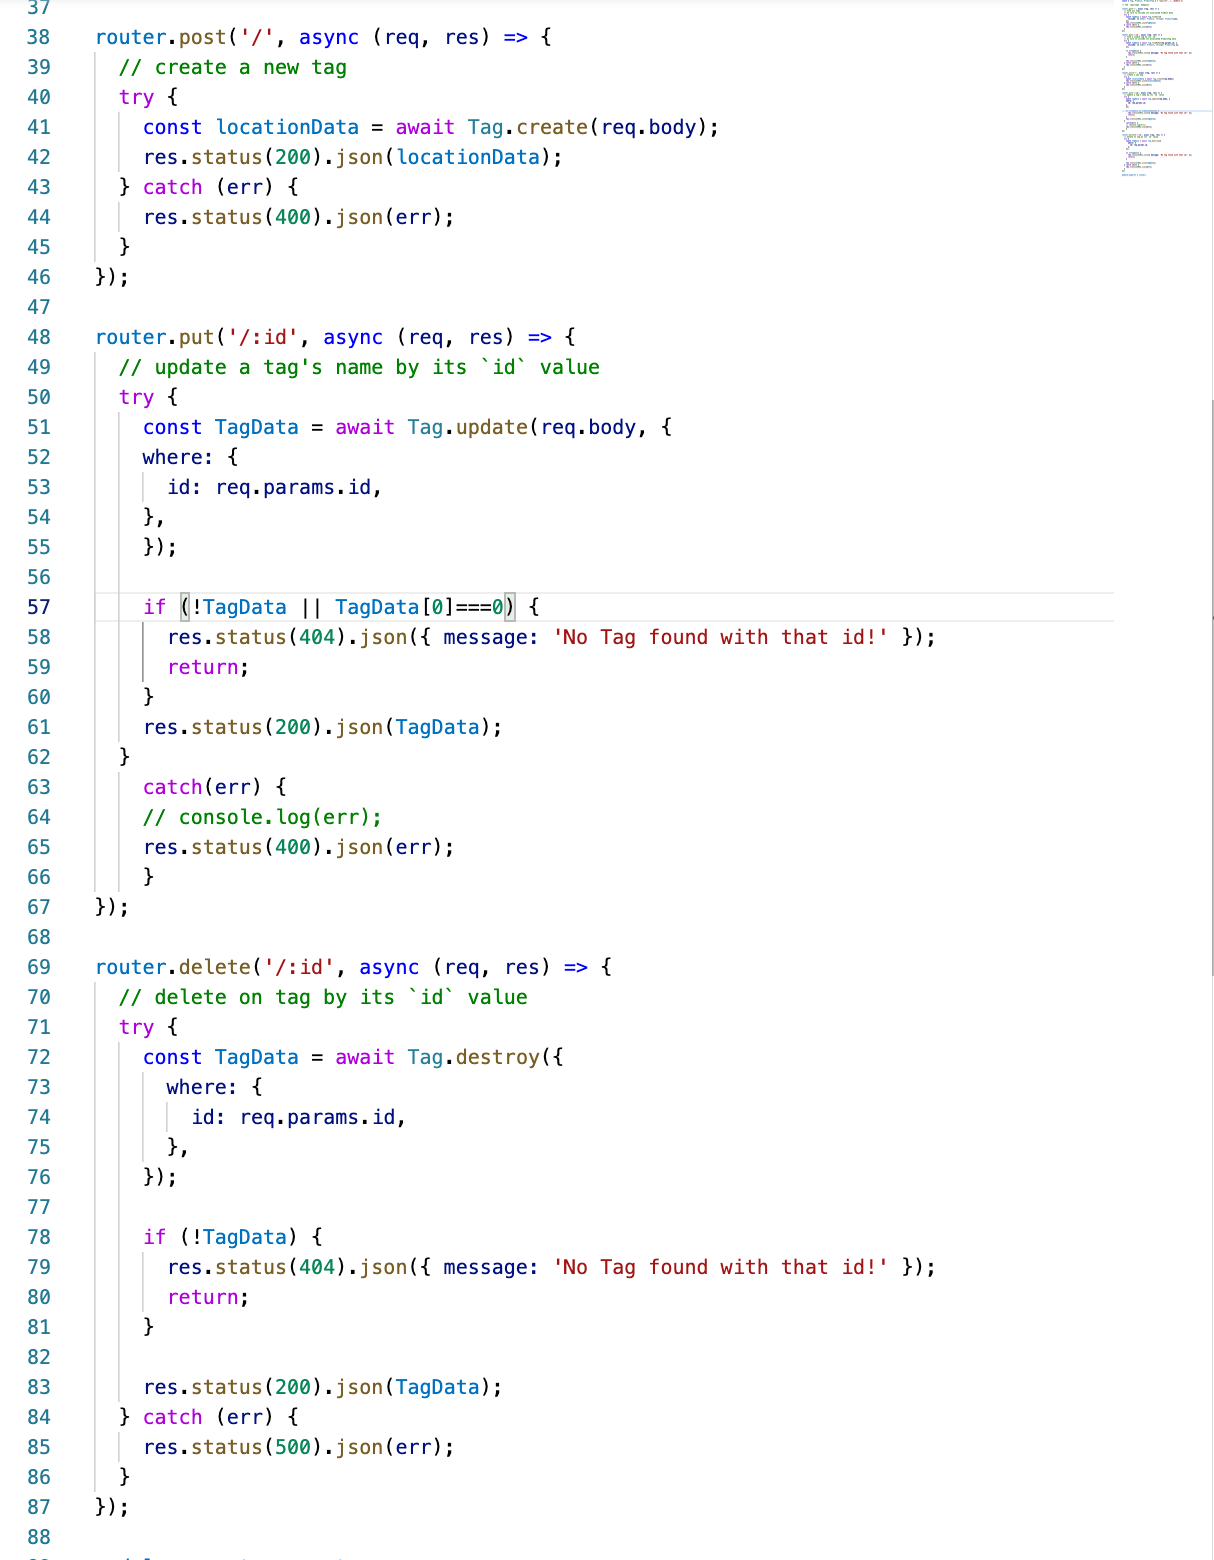 37
38 router.post('/', async (req, res) => {
39 // create a new tag
40 try {
41 const locationData = await Tag.create(req.body);
42 res.status(200).json(locationData);
43 } catch (err) {
44 res.status(400).json(err);
45 }
46 });
47
48 router.put('/:id', async (req, res) => {
49 // update a tag's name by its `id` value
50 try {
51 const TagData = await Tag.update(req.body, {
52 where: {
53 id: req.params.id,
54 },
55 });
56
57 if (!TagData || TagData[0]===0) {
58 res.status(404).json({ message: 'No Tag found with that id!' });
59 return;
60 }
61 res.status(200).json(TagData);
62 }
63 catch(err) {
64 // console.log(err);
65 res.status(400).json(err);
66 }
67 });
68
69 router.delete('/:id', async (req, res) => {
70 // delete on tag by its `id` value
71 try {
72 const TagData = await Tag.destroy({
73 where: {
74 id: req.params.id,
75 },
76 });
77
78 if (!TagData) {
79 res.status(404).json({ message: 'No Tag found with that id!' });
80 return;
81 }
82
83 res.status(200).json(TagData);
84 } catch (err) {
85 res.status(500).json(err);
86 }
87 });
88